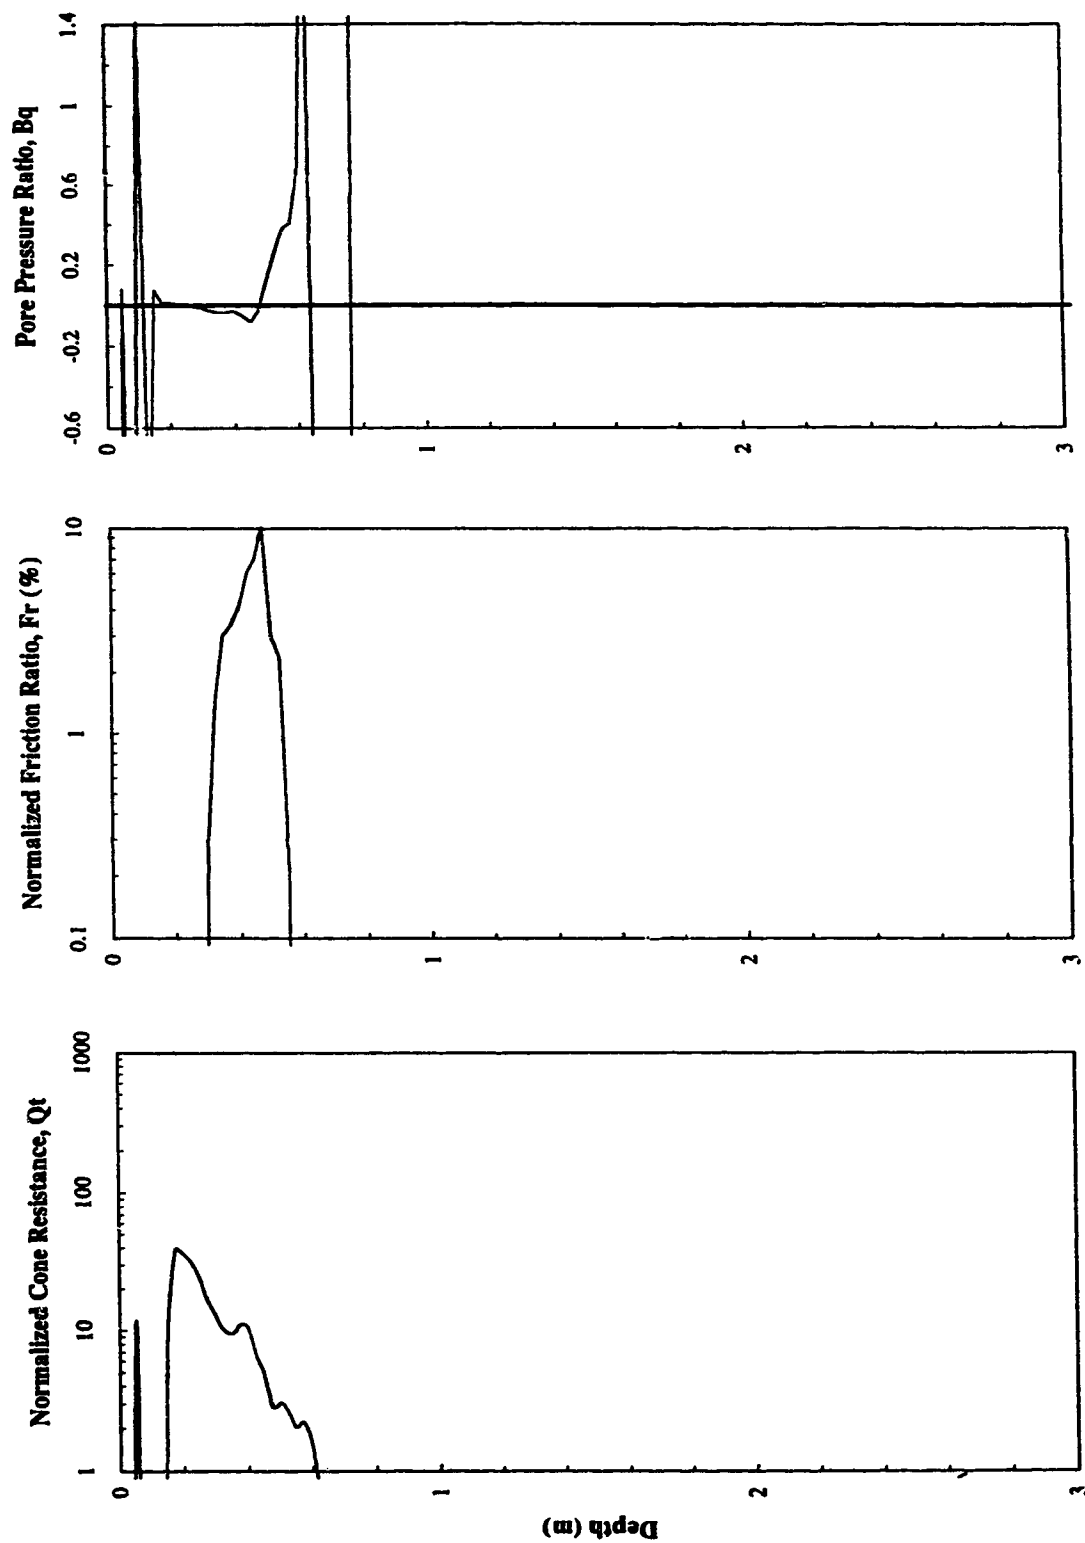 Normalized Cone Resistance, Qt
1 10 100 1000
Depth (m)
0
1
2
3
Normalized Friction Ratio, Fr (%)
0.1 1 10
0
1
2
3
Pore Pressure Ratio, Bq
-0.6 -0.2 0.2 0.6 1 1.4
0
1
2
3